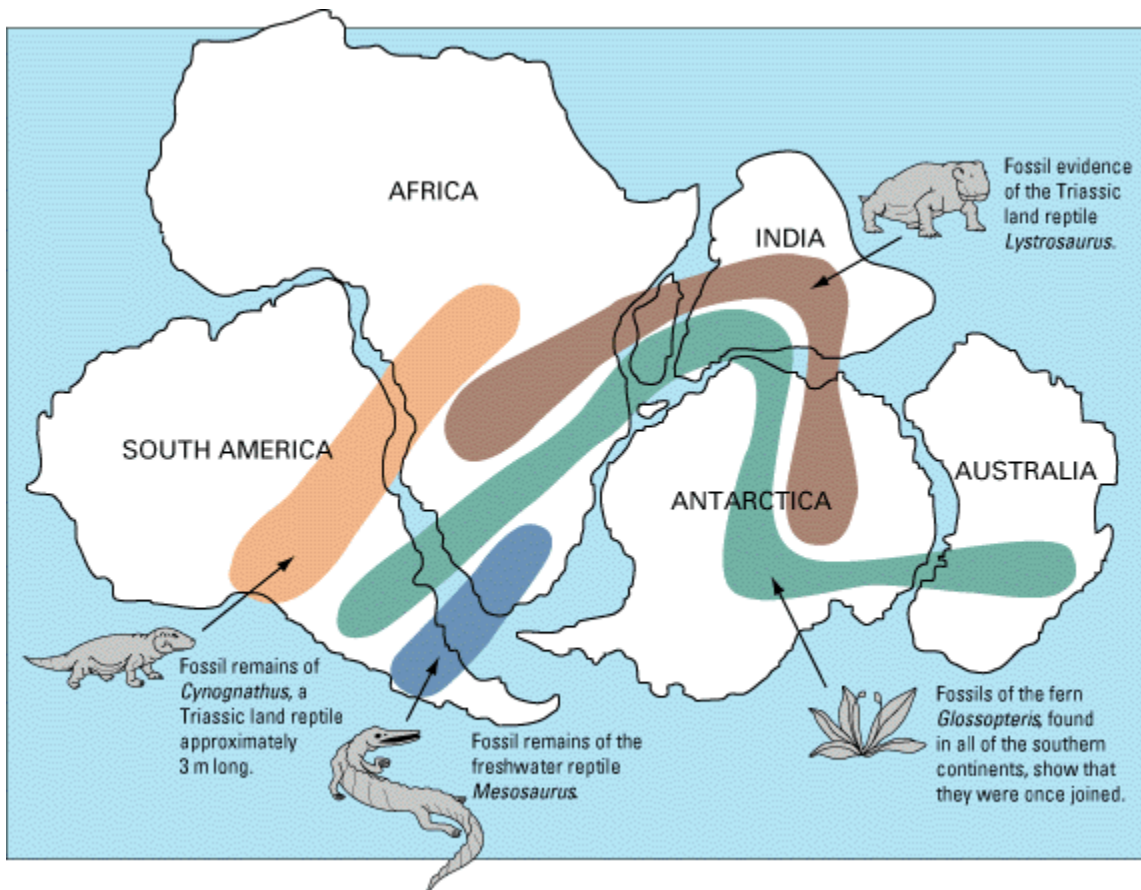 AFRICA
INDIA
Fossil evidence
of the Triassic
land reptile
Lystrosaurus.
SOUTH AMERICA
ANTARCTICA
AUSTRALIA
Fossil remains of
Cynognathus, a
Triassic land reptile
approximately
3 m long.
Fossil remains of the
freshwater reptile
Mesosaurus.
Fossils of the fern
Glossopteris, found
in all of the southern
continents, show that
they were once joined.